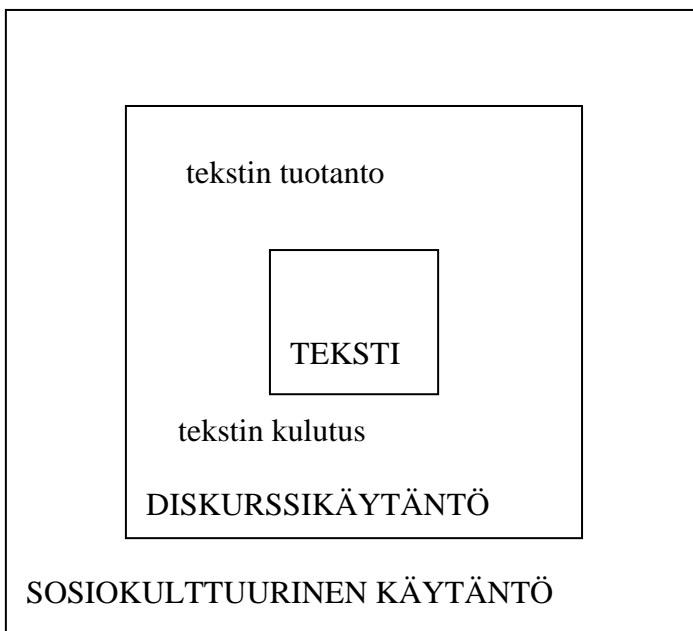 tekstin tuotanto
TEKSTI
tekstin kulutus
DISKURSSIKÄYTÄNTÖ
SOSIOKULTTUURINEN KÄYTÄNTÖ